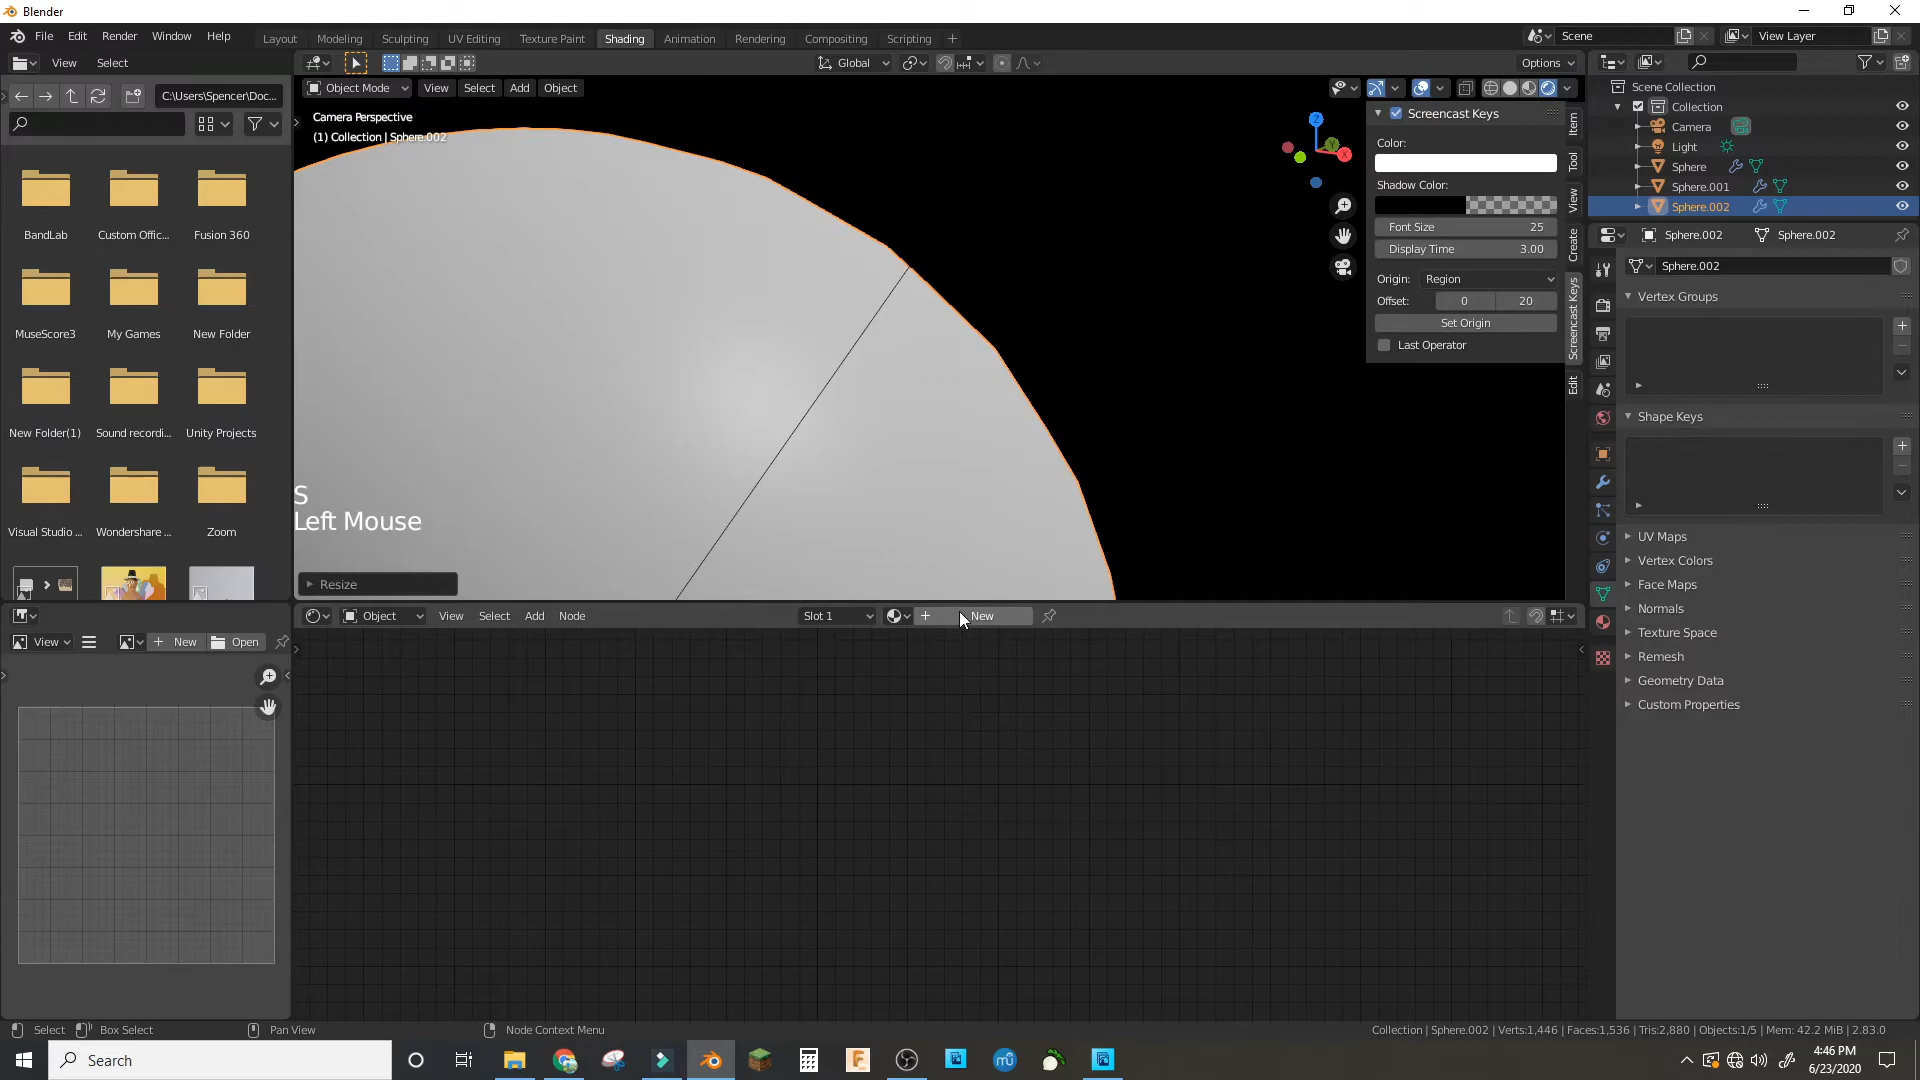 Blender
File Edit Render Window Help
Layout Modeling Sculpting UV Editing Texture Paint Shading Animation Rendering Compositing Scripting
Scene
View Layer
View Select
Global
Options
C:\Users\Spencer\Doc...
Object Mode View Select Add Object
Camera Perspective
(1) Collection | Sphere.002
BandLab
Custom Offic...
Fusion 360
MuseScore3
My Games
New Folder
New Folder(1)
Sound recordi...
Unity Projects
Visual Studio ...
Wondershare ...
Zoom
S
Left Mouse
Resize
Screencast Keys
Color:
Shadow Color:
Font Size 25
Display Time 3.00
Origin: Region
Offset: 0 20
Set Origin
Last Operator
Item
Tool
View
Create
Screencast Keys
Edit
Scene Collection
Collection
Camera
Light
Sphere
Sphere.001
Sphere.002
Sphere.002 Sphere.002
Sphere.002
Vertex Groups
Shape Keys
UV Maps
Vertex Colors
Face Maps
Normals
Texture Space
Remesh
Geometry Data
Custom Properties
View New Open
Object View Select Add Node
Slot 1
New
Select Box Select Pan View Node Context Menu
Collection | Sphere.002 | Verts:1,446 | Faces:1,536 | Tris:2,880 | Objects:1/5 | Mem: 42.2 MiB | 2.83.0
Search
4:46 PM
6/23/2020